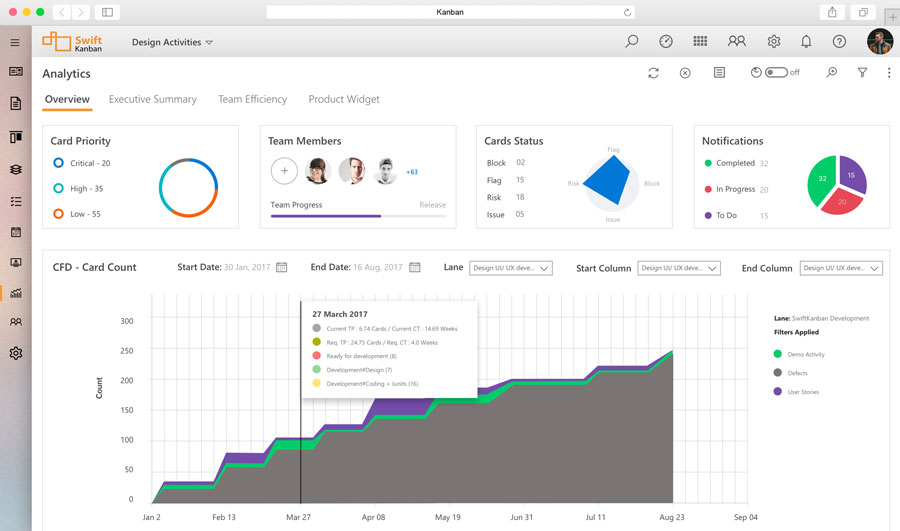 Kanban
Swift
Kanban
Design Activities
off
Analytics
Overview
Executive Summary
Team Efficiency
Product Widget
Card Priority
Critical - 20
High - 35
Low - 55
Team Members
+63
Team Progress
Release
Cards Status
Block 02
Flag 15
Risk 18
Issue 05
Flag
Risk
Block
Issue
Notifications
Completed 32
In Progress 20
To Do 15
32
15
20
CFD - Card Count
Start Date: 30 Jan, 2017
End Date: 16 Aug, 2017
Lane
Design UI/ UX deve...
Start Column
Design UI/ UX deve...
End Column
Design UI/ UX deve...
27 March 2017
Current TP : 6.74 Cards / Current CT : 14.69 Weeks
Req. TP : 24.75 Cards / Req. CT : 4.0 Weeks
Ready for development (8)
Development#Design (7)
Development#Coding + Junits (16)
Count
300
250
200
150
100
50
0
Jan 2
Feb 13
Mar 27
Apr 08
May 19
Jun 31
Jul 11
Aug 23
Sep 04
Lane: SwiftKanban Development
Filters Applied
Demo Activity
Defects
User Stories